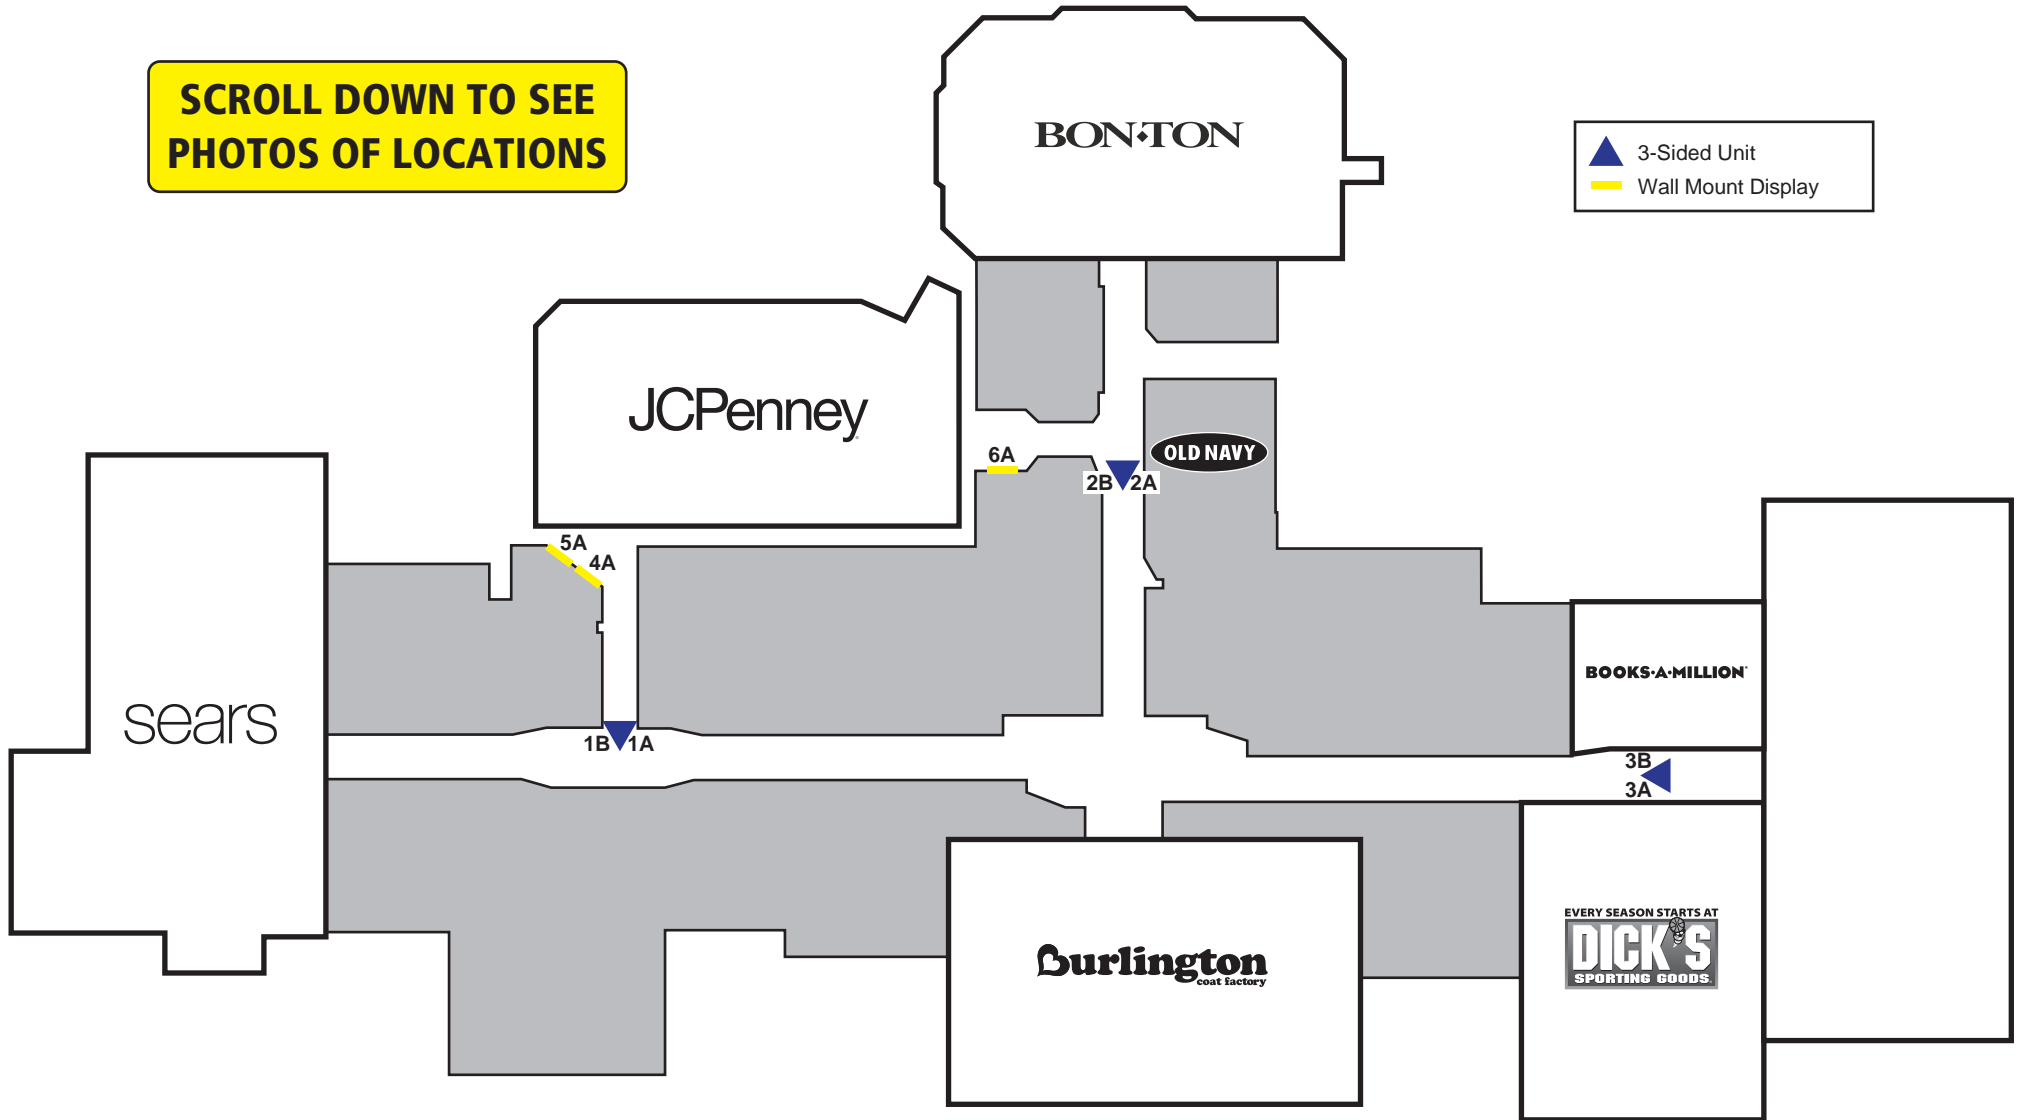 SCROLL DOWN TO SEE
PHOTOS OF LOCATIONS
BON•TON
3-Sided Unit
Wall Mount Display
JCPenney
OLD NAVY
6A
2B 2A
5A
4A
BOOKS•A•MILLION
sears
1B 1A
3B
3A
EVERY SEASON STARTS AT
DICK'S
SPORTING GOODS
Burlington
coat factory